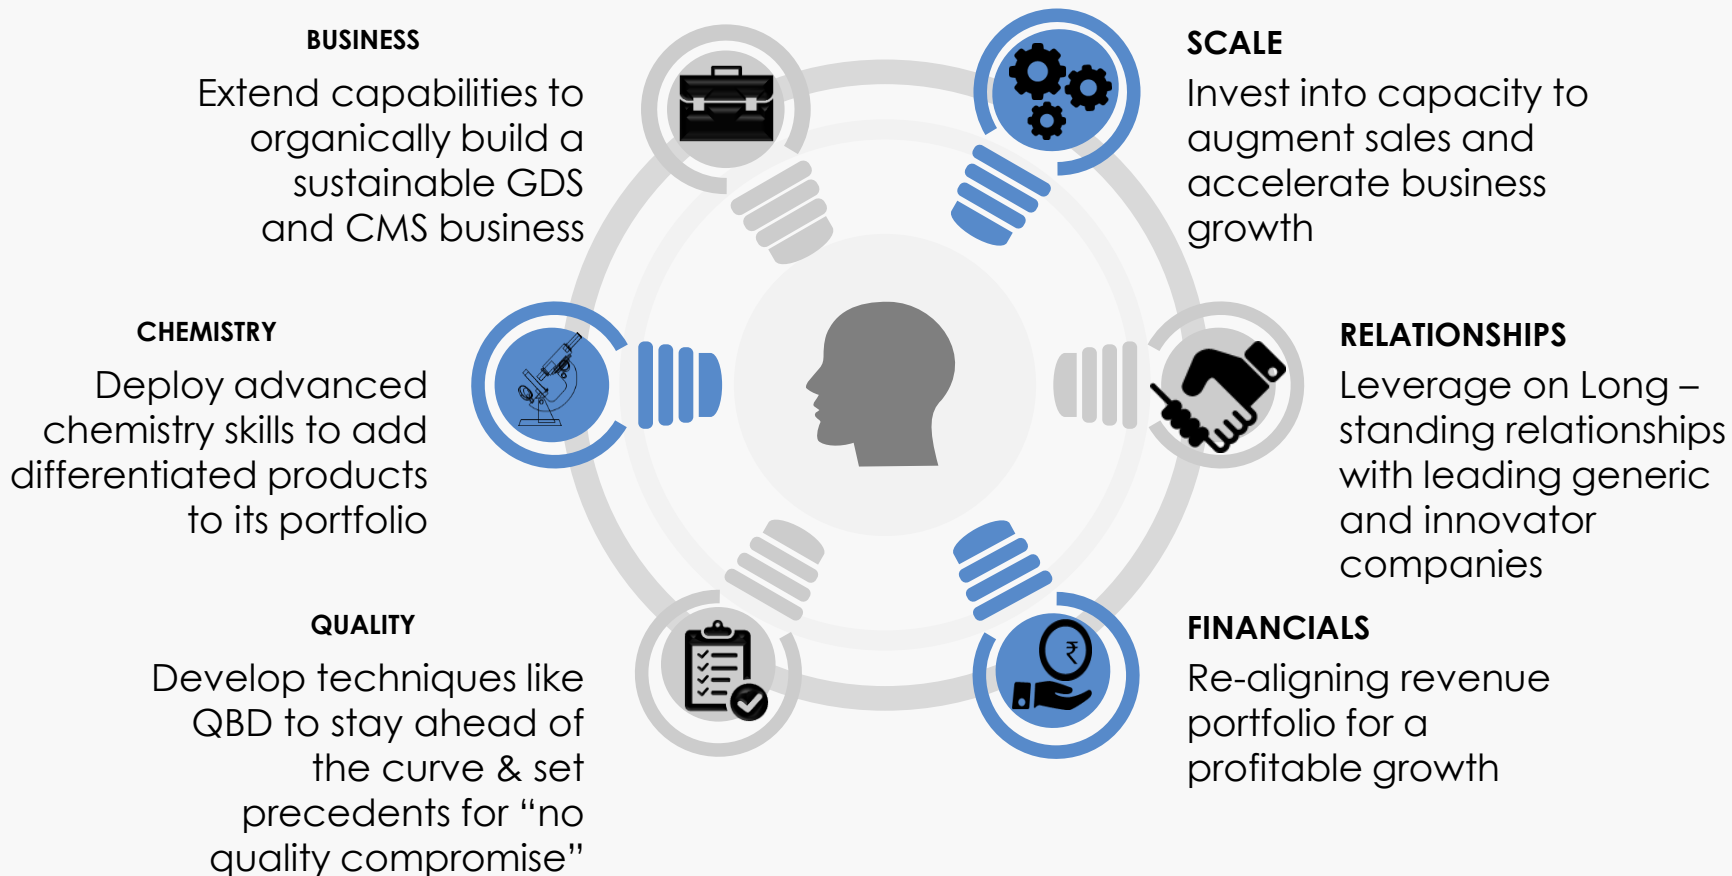 BUSINESS
Extend capabilities to
organically build a
sustainable GDS
and CMS business
CHEMISTRY
Deploy advanced
chemistry skills to add
differentiated products
to its portfolio
QUALITY
Develop techniques like
QBD to stay ahead of
the curve & set
precedents for “no
quality compromise”
SCALE
Invest into capacity to
augment sales and
accelerate business
growth
RELATIONSHIPS
Leverage on Long –
standing relationships
with leading generic
and innovator
companies
₹
FINANCIALS
Re-aligning revenue
portfolio for a
profitable growth